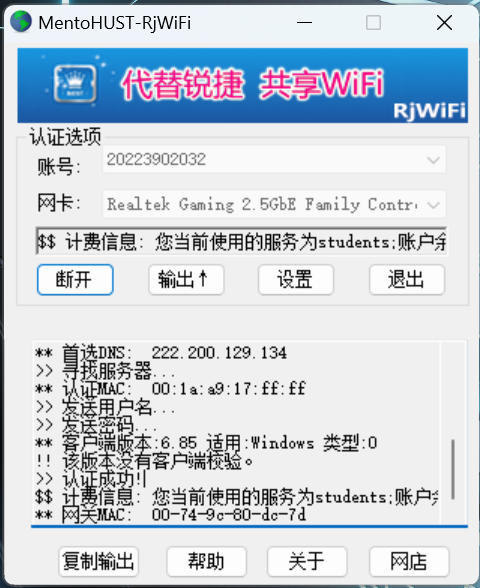 MentoHUST-RjWiFi
代替锐捷 共享WiFi
RjWiFi
认证选项
账号:
20223902032
网卡:
Realtek Gaming 2.5GbE Family Contr
$$ 计费信息: 您当前使用的服务为students;账户余
断开
输出↑
设置
退出
** 首选DNS: 222.200.129.134
>> 寻找服务器...
** 认证MAC: 00:1a:a9:17:ff:ff
>> 发送用户名...
>> 发送密码...
** 客户端版本:6.85 适用:Windows 类型:0
!! 该版本没有客户端校验。
>> 认证成功!
$$ 计费信息: 您当前使用的服务为students;账户余
** 网关MAC: 00-74-9c-80-dc-7d
复制输出
帮助
关于
网店